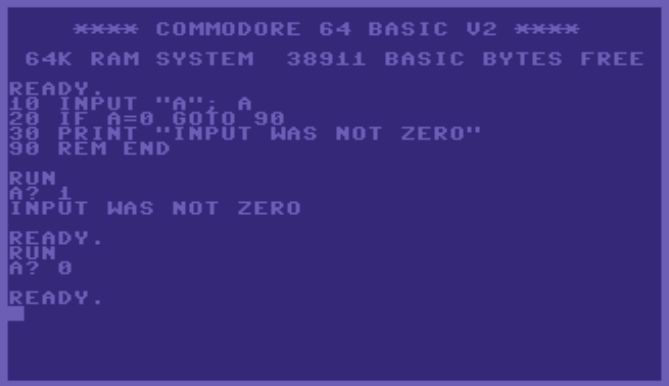 **** COMMODORE 64 BASIC V2 ****
64K RAM SYSTEM  38911 BASIC BYTES FREE
READY.
10 INPUT "A"; A
20 IF A=0 GOTO 90
30 PRINT "INPUT WAS NOT ZERO"
90 REM END
RUN
A? 1
INPUT WAS NOT ZERO
READY.
RUN
A? 0
READY.